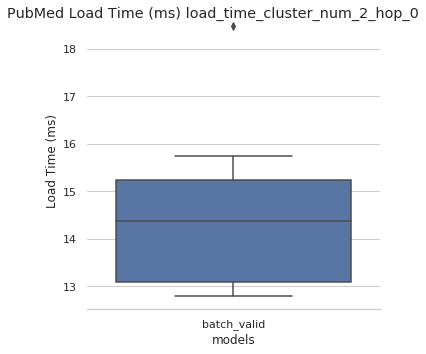 PubMed Load Time (ms) load_time_cluster_num_2_hop_0
18
17
16
15
14
13
Load Time (ms)
batch_valid
models